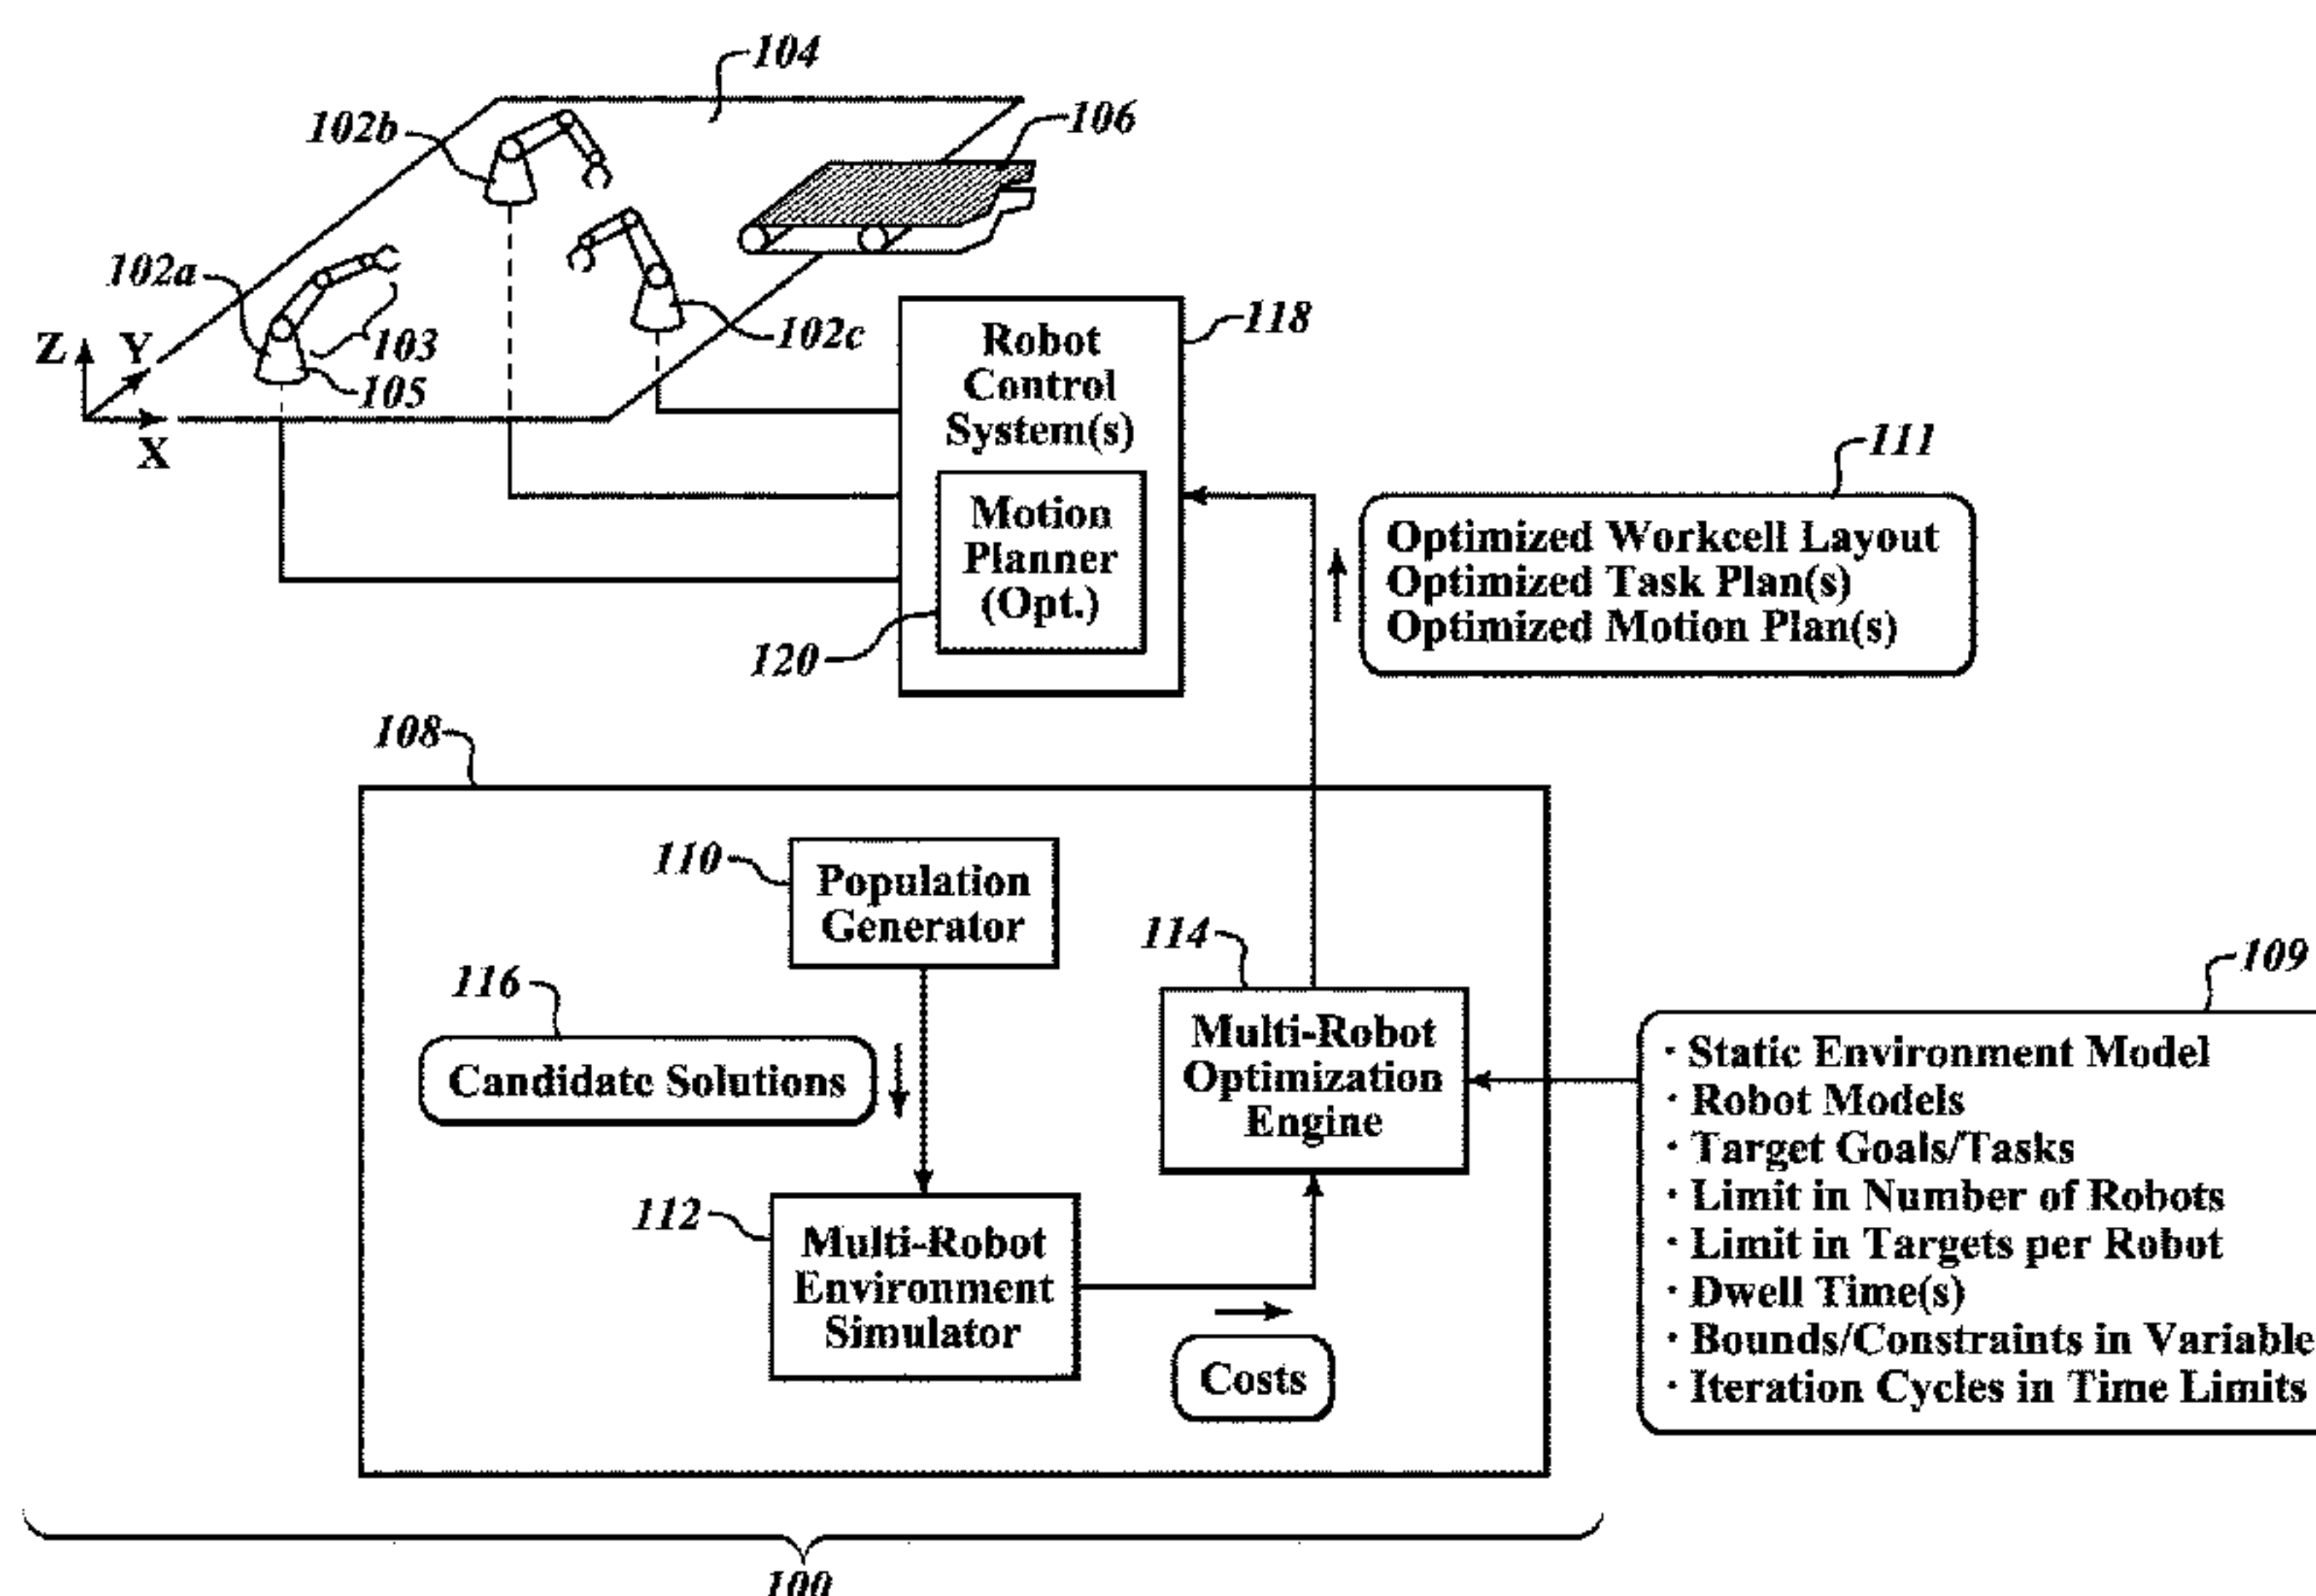 104
102b
106
102a
Z
Y
103
105
X
102c
Robot
Control
System(s)
118
Motion
Planner
(Opt.)
120
111
Optimized Workcell Layout
Optimized Task Plan(s)
Optimized Motion Plan(s)
108
110
Population
Generator
116
Candidate Solutions
114
Multi-Robot
Optimization
Engine
112
Multi-Robot
Environment
Simulator
Costs
109
· Static Environment Model
· Robot Models
· Target Goals/Tasks
· Limit in Number of Robots
· Limit in Targets per Robot
· Dwell Time(s)
· Bounds/Constraints in Variable
· Iteration Cycles in Time Limits
100